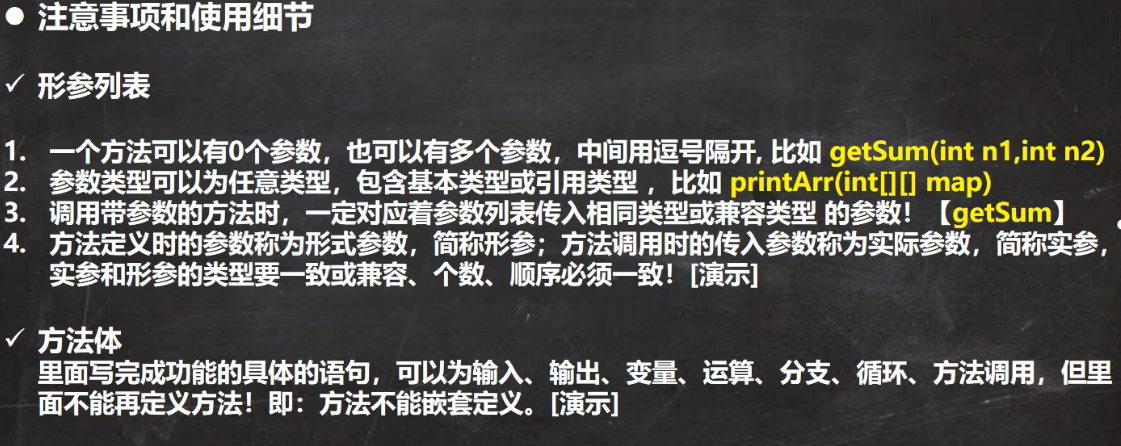 ● 注意事项和使用细节
✓ 形参列表
1. 一个方法可以有0个参数，也可以有多个参数，中间用逗号隔开, 比如 getSum(int n1,int n2)
2. 参数类型可以为任意类型，包含基本类型或引用类型 ，比如 printArr(int[][] map)
3. 调用带参数的方法时，一定对应着参数列表传入相同类型或兼容类型 的参数！【getSum】
4. 方法定义时的参数称为形式参数，简称形参；方法调用时的传入参数称为实际参数，简称实参，
实参和形参的类型要一致或兼容、个数、顺序必须一致！[演示]
✓ 方法体
里面写完成功能的具体的语句，可以为输入、输出、变量、运算、分支、循环、方法调用，但里
面不能再定义方法！即：方法不能嵌套定义。[演示]